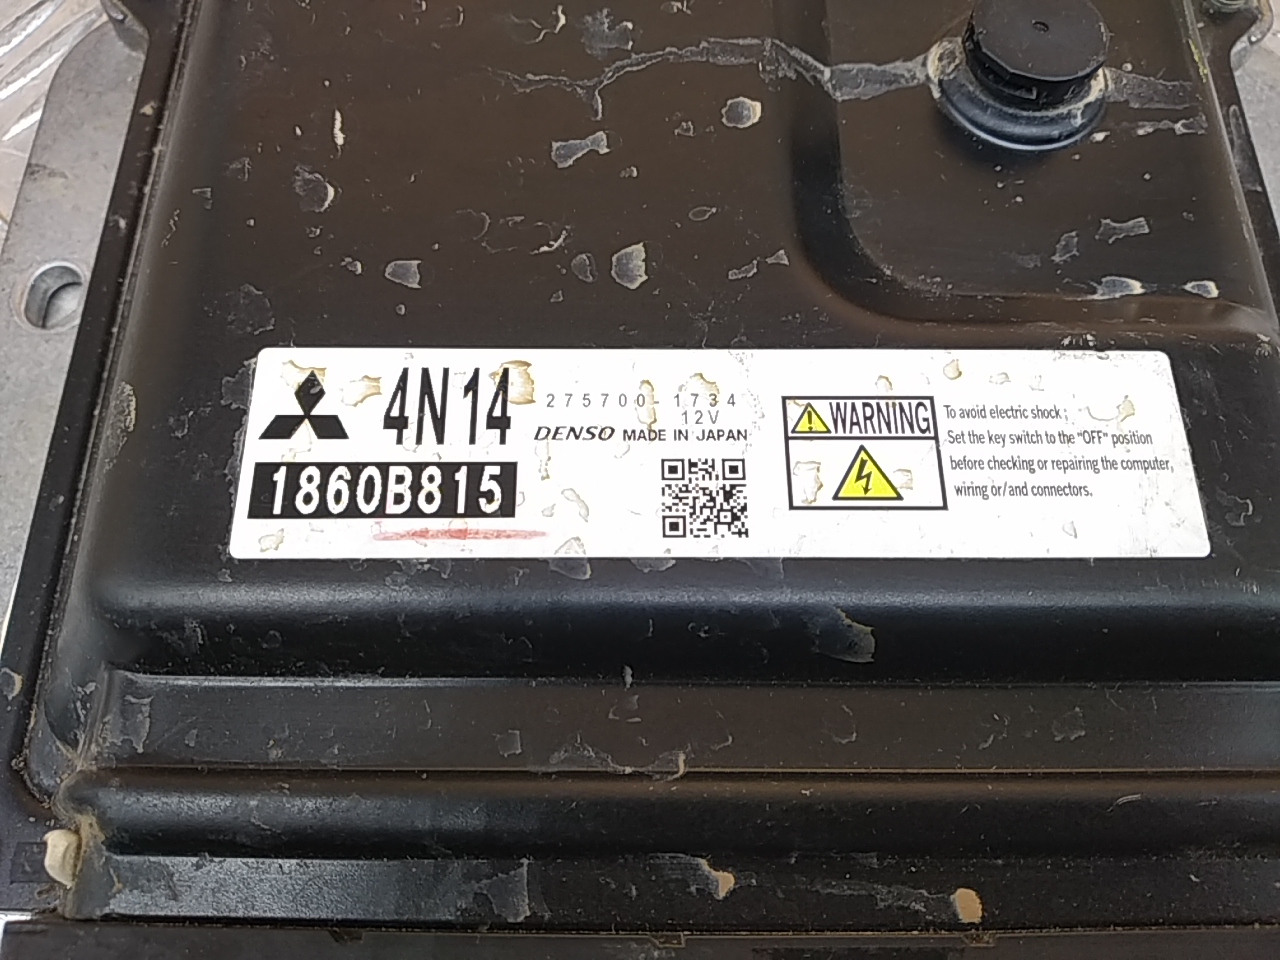 4N14
275700-1734
12V
DENSO MADE IN JAPAN
1860B815
WARNING
To avoid electric shock ;
Set the key switch to the "OFF" position
before checking or repairing the computer,
wiring or/and connectors.